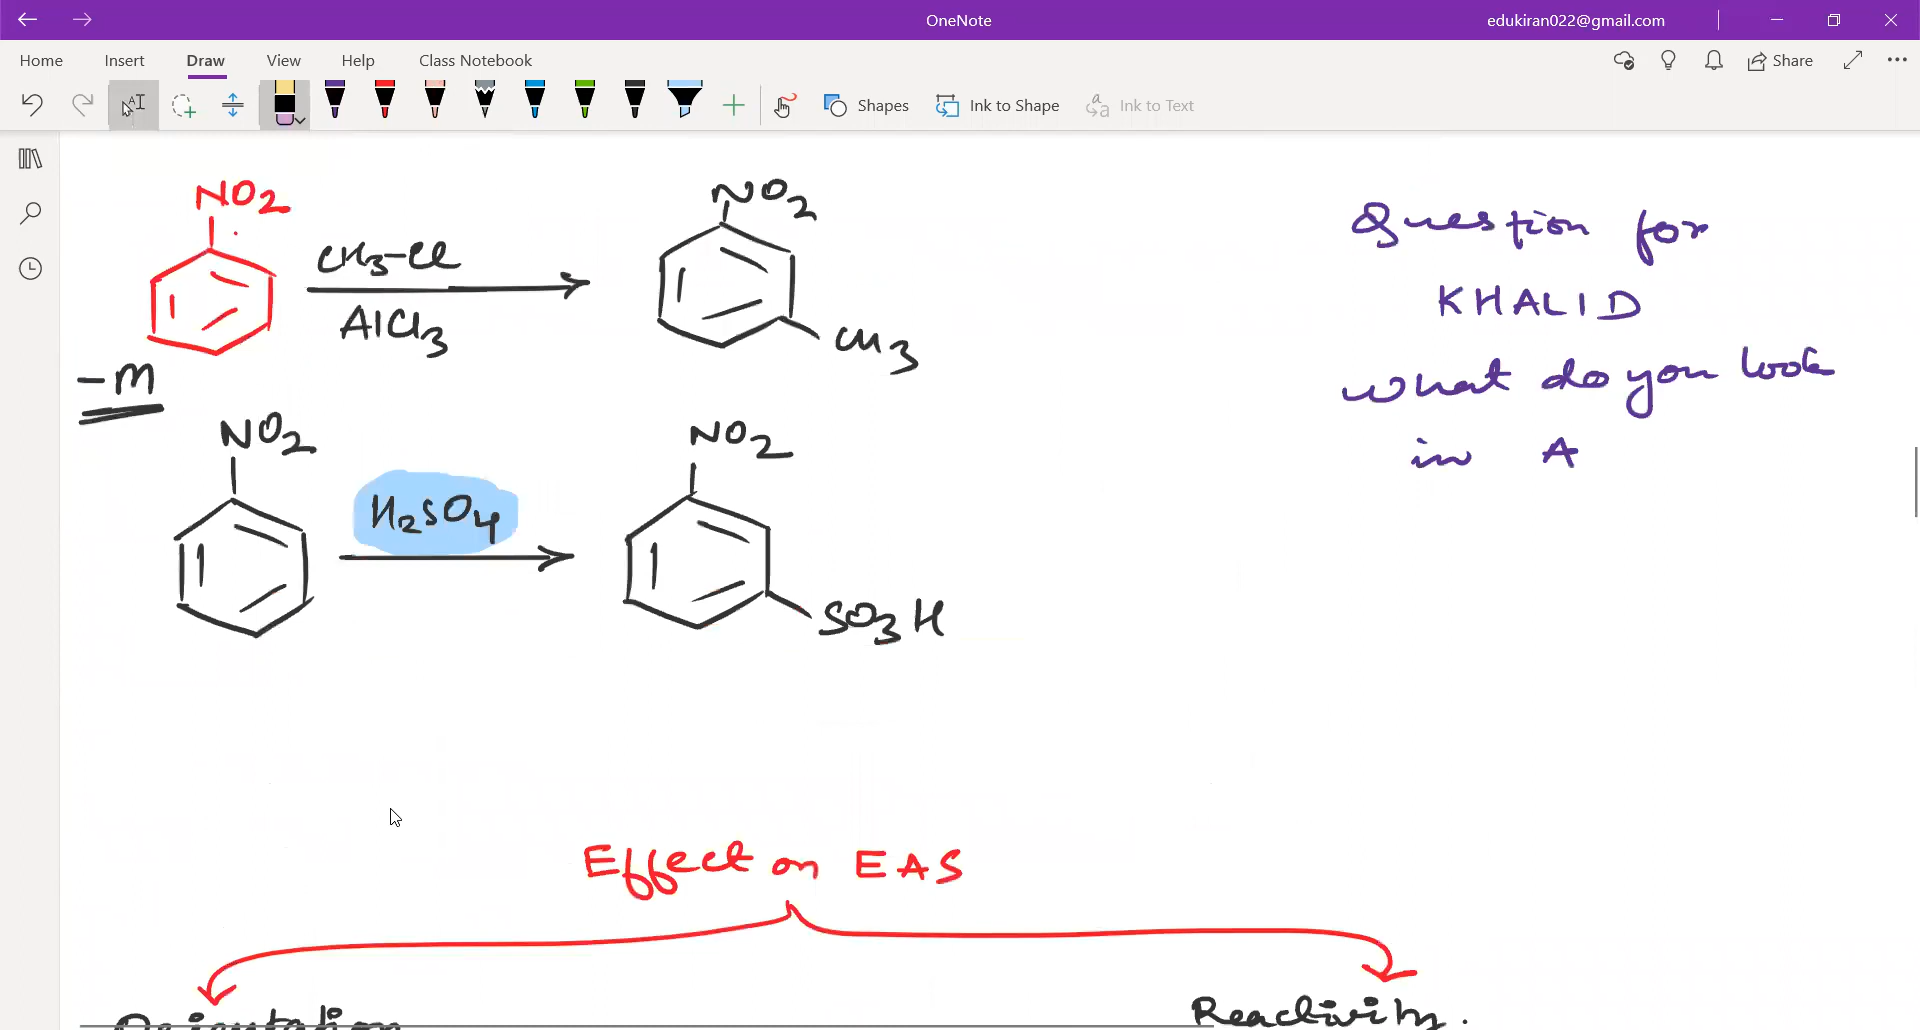 OneNote
edukiran022@gmail.com
Home Insert Draw View Help Class Notebook
Share
Shapes Ink to Shape Ink to Text
NO2
CH3-Cl
AlCl3
NO2
CH3
-M
Question for
KHALID
what do you look
in A
NO2
H2SO4
NO2
SO3H
Effect on EAS
Orientation
Reactivity.